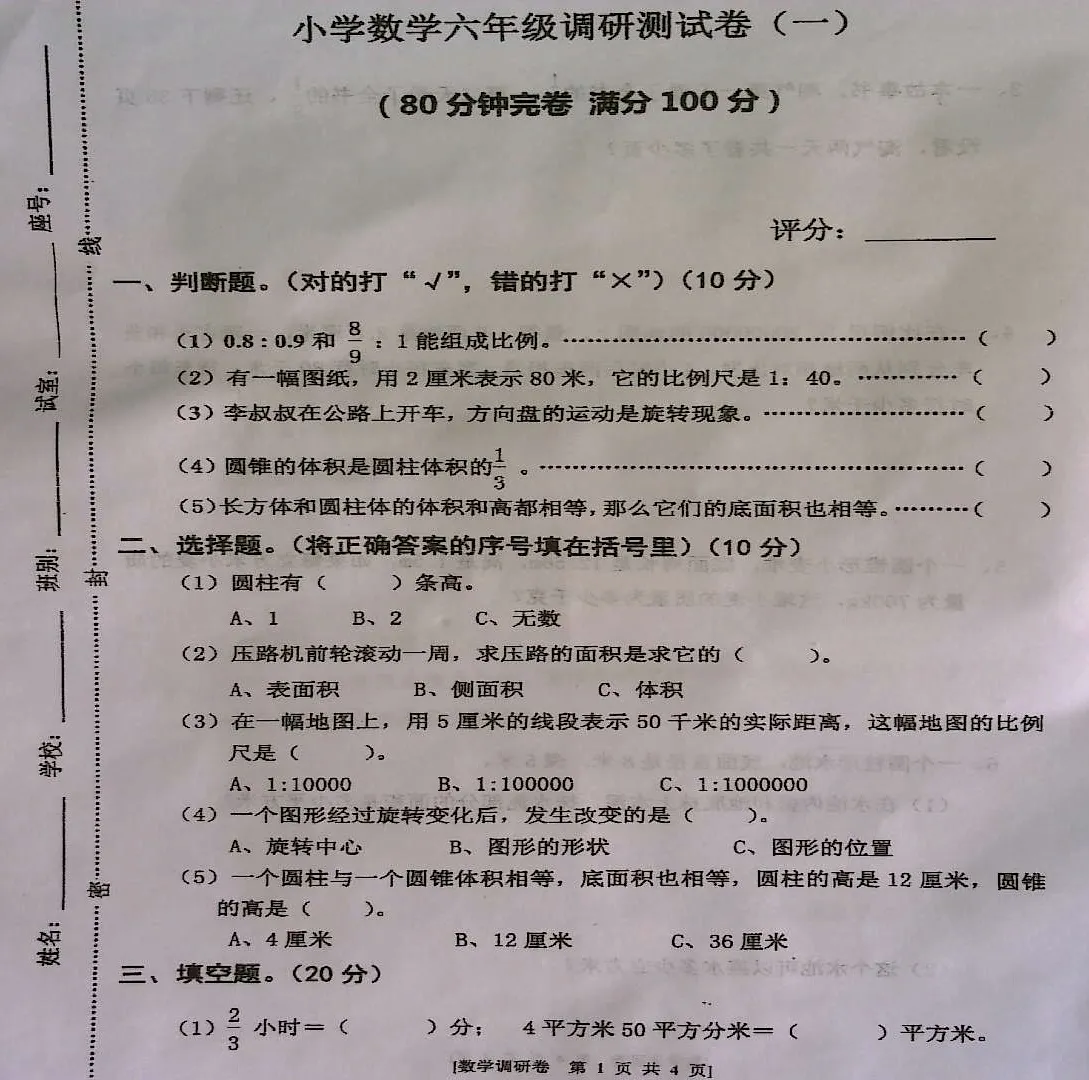 小学数学六年级调研测试卷（一）
（80分钟完卷 满分100分）
评分：
一、判断题。（对的打“√”，错的打“×”）（10分）
（1）0.8：0.9和 8/9 ：1能组成比例。…………………………………………（ ）
（2）有一幅图纸，用2厘米表示80米，它的比例尺是1：40。…………（ ）
（3）李叔叔在公路上开车，方向盘的运动是旋转现象。……………………（ ）
（4）圆锥的体积是圆柱体积的 1/3 。……………………………………………（ ）
（5）长方体和圆柱体的体积和高都相等，那么它们的底面积也相等。………（ ）
二、选择题。（将正确答案的序号填在括号里）（10分）
（1）圆柱有（ ）条高。
A、1 B、2 C、无数
（2）压路机前轮滚动一周，求压路的面积是求它的（ ）。
A、表面积 B、侧面积 C、体积
（3）在一幅地图上，用5厘米的线段表示50千米的实际距离，这幅地图的比例
尺是（ ）。
A、1:10000 B、1:100000 C、1:1000000
（4）一个图形经过旋转变化后，发生改变的是（ ）。
A、旋转中心 B、图形的形状 C、图形的位置
（5）一个圆柱与一个圆锥体积相等，底面积也相等，圆柱的高是12厘米，圆锥
的高是（ ）。
A、4厘米 B、12厘米 C、36厘米
三、填空题。（20分）
（1） 2/3 小时＝（ ）分； 4平方米50平方分米＝（ ）平方米。
[数学调研卷 第 1 页 共 4 页]
姓名： 学校： 班别： 试室： 座号：
密 封 线